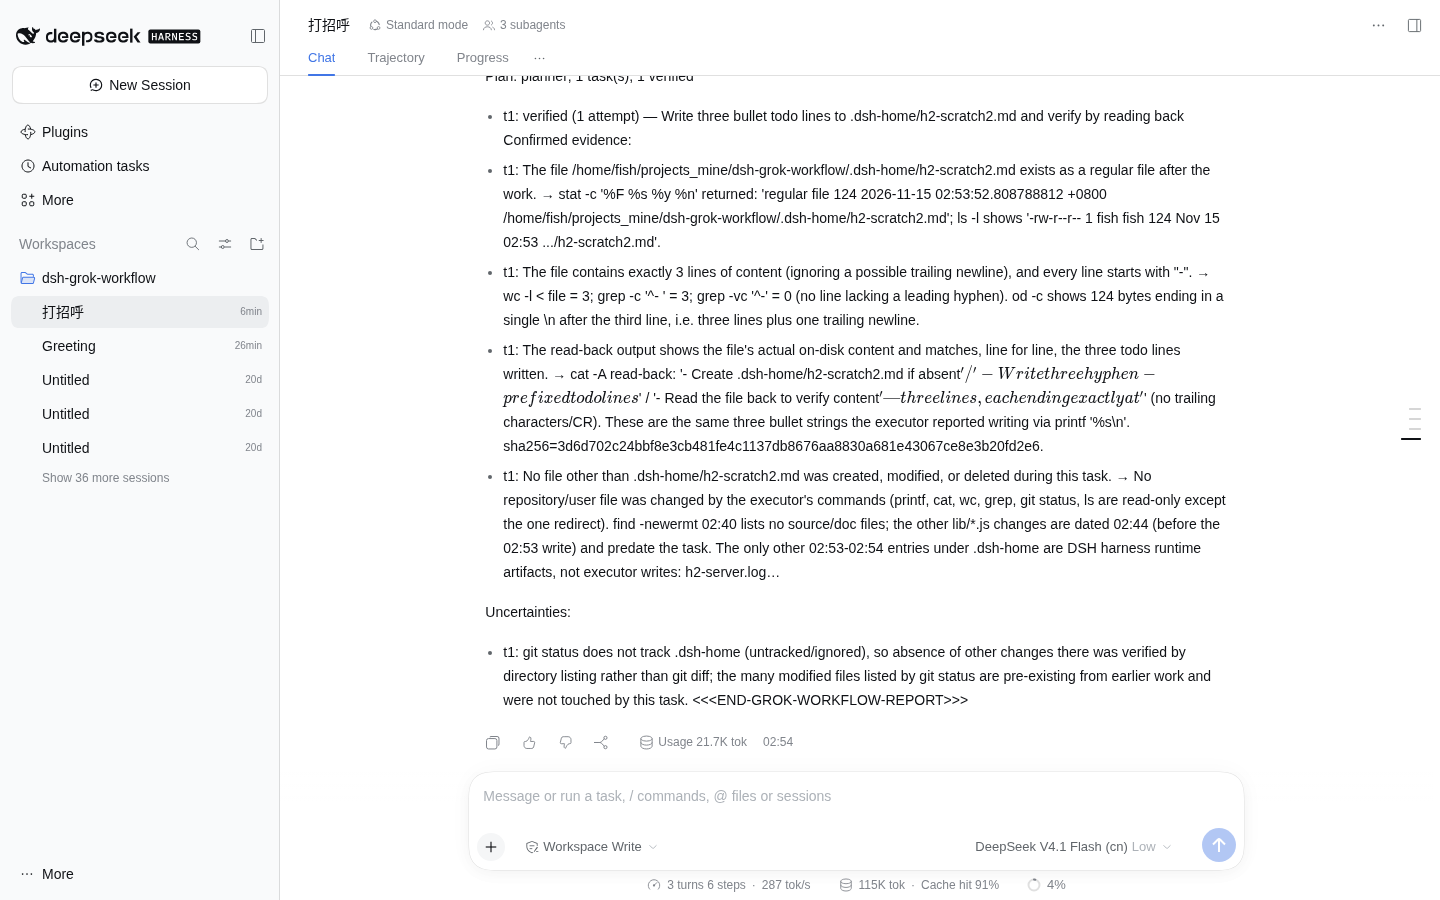 deepseek HARNESS
New Session
Plugins
Automation tasks
More
Workspaces
dsh-grok-workflow
打招呼 6min
Greeting 26min
Untitled 20d
Untitled 20d
Untitled 20d
Show 36 more sessions
More
打招呼 Standard mode 3 subagents
Chat Trajectory Progress
Plan: planner, 1 task(s), 1 verified
t1: verified (1 attempt) — Write three bullet todo lines to .dsh-home/h2-scratch2.md and verify by reading back
Confirmed evidence:
t1: The file /home/fish/projects_mine/dsh-grok-workflow/.dsh-home/h2-scratch2.md exists as a regular file after the
work. → stat -c '%F %s %y %n' returned: 'regular file 124 2026-11-15 02:53:52.808788812 +0800
/home/fish/projects_mine/dsh-grok-workflow/.dsh-home/h2-scratch2.md'; ls -l shows '-rw-r--r-- 1 fish fish 124 Nov 15
02:53 .../h2-scratch2.md'.
t1: The file contains exactly 3 lines of content (ignoring a possible trailing newline), and every line starts with "-". →
wc -l < file = 3; grep -c '^- ' = 3; grep -vc '^-' = 0 (no line lacking a leading hyphen). od -c shows 124 bytes ending in a
single \n after the third line, i.e. three lines plus one trailing newline.
t1: The read-back output shows the file's actual on-disk content and matches, line for line, the three todo lines
written. → cat -A read-back: '- Create .dsh-home/h2-scratch2.md if absent′/′ − Writethreehyphen −
prefixedtodolines' / '- Read the file back to verify content′—threelines, eachendingexactlyat′' (no trailing
characters/CR). These are the same three bullet strings the executor reported writing via printf '%s\n'.
sha256=3d6d702c24bbf8e3cb481fe4c1137db8676aa8830a681e43067ce8e3b20fd2e6.
t1: No file other than .dsh-home/h2-scratch2.md was created, modified, or deleted during this task. → No
repository/user file was changed by the executor's commands (printf, cat, wc, grep, git status, ls are read-only except
the one redirect). find -newermt 02:40 lists no source/doc files; the other lib/*.js changes are dated 02:44 (before the
02:53 write) and predate the task. The only other 02:53-02:54 entries under .dsh-home are DSH harness runtime
artifacts, not executor writes: h2-server.log…
Uncertainties:
t1: git status does not track .dsh-home (untracked/ignored), so absence of other changes there was verified by
directory listing rather than git diff; the many modified files listed by git status are pre-existing from earlier work and
were not touched by this task. <<<END-GROK-WORKFLOW-REPORT>>>
Usage 21.7K tok 02:54
Message or run a task, / commands, @ files or sessions
Workspace Write DeepSeek V4.1 Flash (cn) Low
3 turns 6 steps · 287 tok/s 115K tok · Cache hit 91% 4%